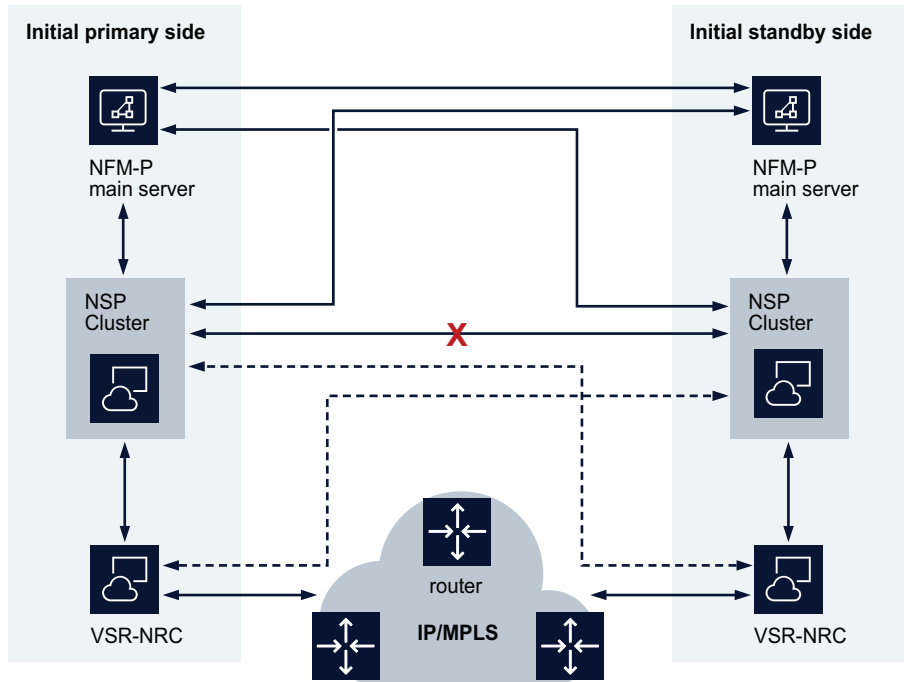 Initial primary side
Initial standby side
NFM-P
main server
NFM-P
main server
NSP
Cluster
X
NSP
Cluster
router
IP/MPLS
VSR-NRC
VSR-NRC